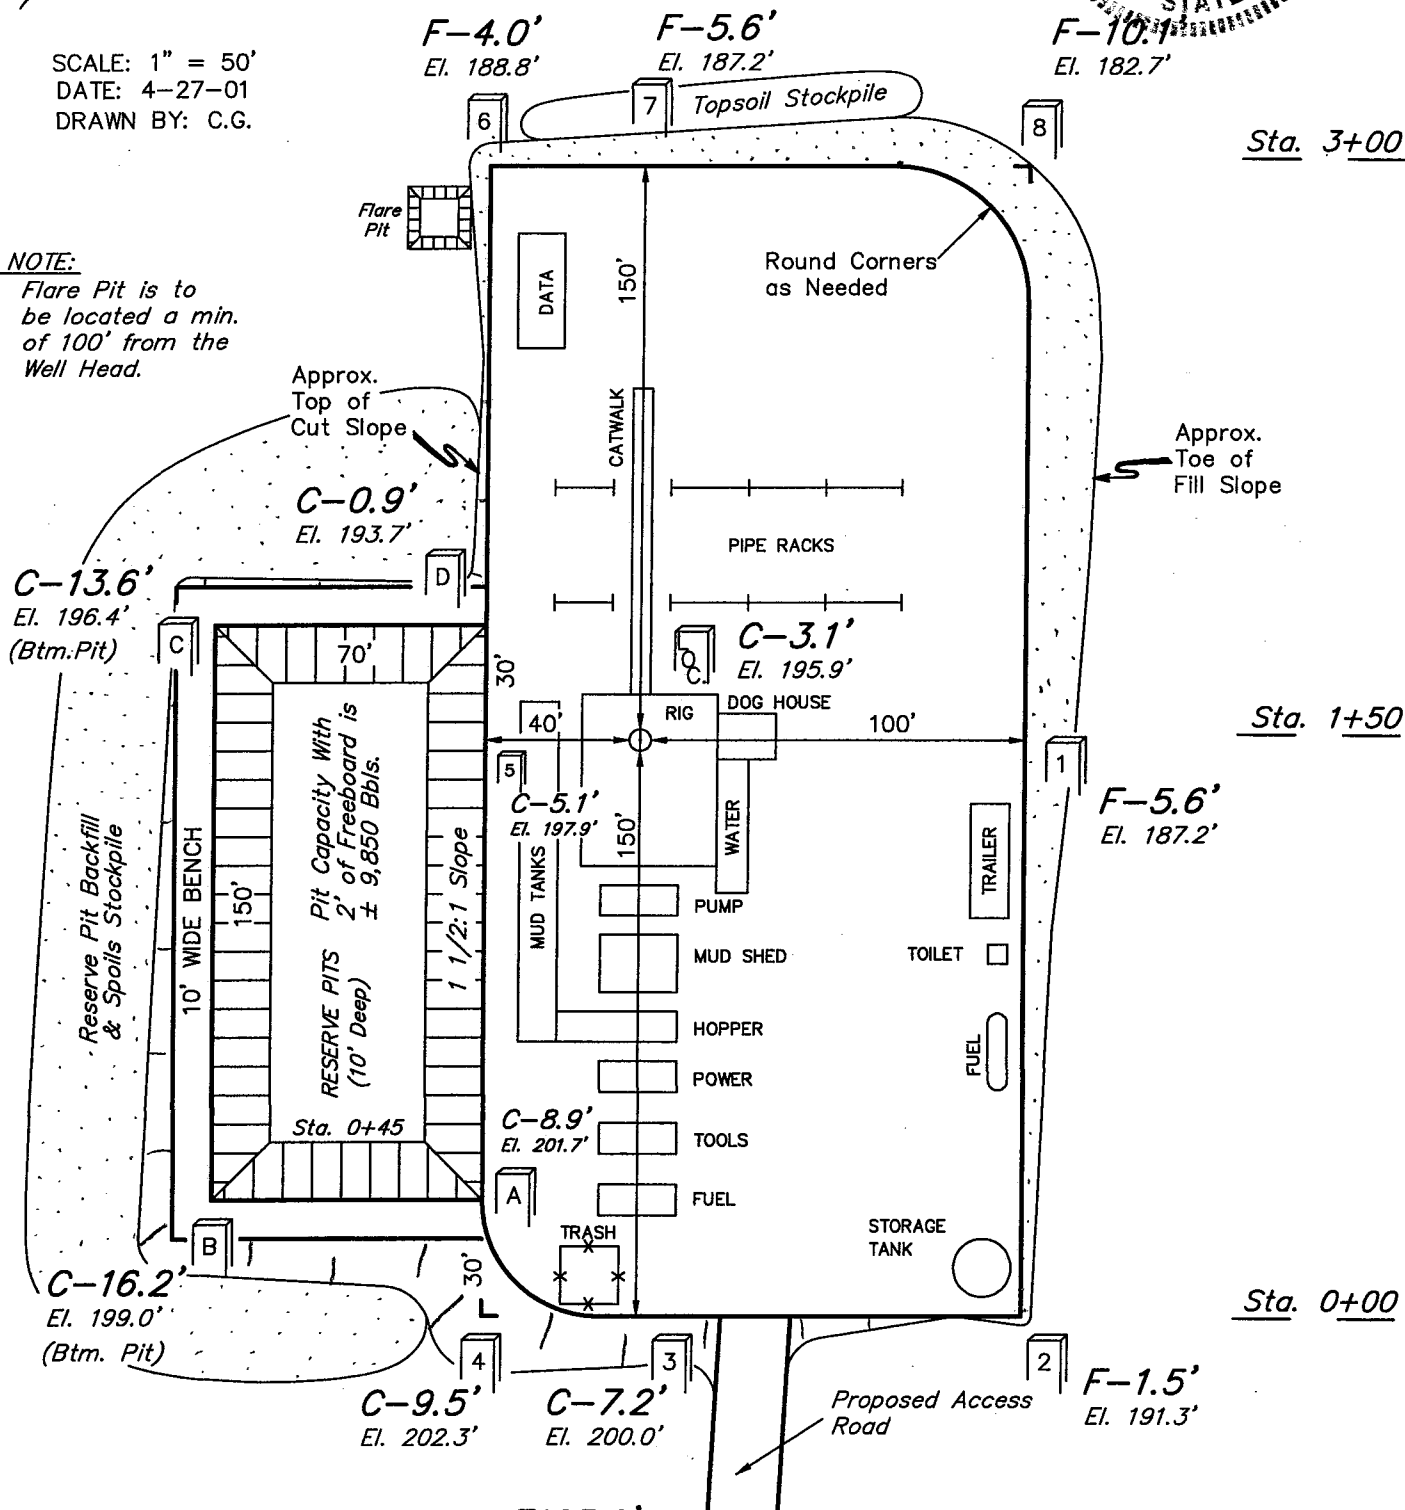 STATE
SCALE: 1" = 50'
DATE: 4-27-01
DRAWN BY: C.G.
F-4.0'
El. 188.8'
F-5.6'
El. 187.2'
F-10.1'
El. 182.7'
6
7
8
Topsoil Stockpile
Sta. 3+00
Flare
Pit
NOTE:
Flare Pit is to
be located a min.
of 100' from the
Well Head.
DATA
150'
Round Corners
as Needed
Approx.
Top of
Cut Slope
CATWALK
Approx.
Toe of
Fill Slope
C-0.9'
El. 193.7'
PIPE RACKS
D
C-13.6'
El. 196.4'
(Btm.Pit)
C
70'
30'
LOC.
C-3.1'
El. 195.9'
DOG HOUSE
RIG
40'
100'
Sta. 1+50
5
C-5.1'
El. 197.9'
1
F-5.6'
El. 187.2'
150'
WATER
MUD TANKS
TRAILER
Reserve Pit Backfill
& Spoils Stockpile
10' WIDE BENCH
150'
Pit Capacity With
2' of Freeboard is
± 9,850 Bbls.
RESERVE PITS
(10' Deep)
1 1/2:1 Slope
PUMP
MUD SHED
TOILET
HOPPER
FUEL
POWER
Sta. 0+45
C-8.9'
El. 201.7'
TOOLS
A
FUEL
TRASH
STORAGE
TANK
B
C-16.2'
El. 199.0'
(Btm. Pit)
30'
Sta. 0+00
4
3
2
C-9.5'
El. 202.3'
C-7.2'
El. 200.0'
F-1.5'
El. 191.3'
Proposed Access
Road